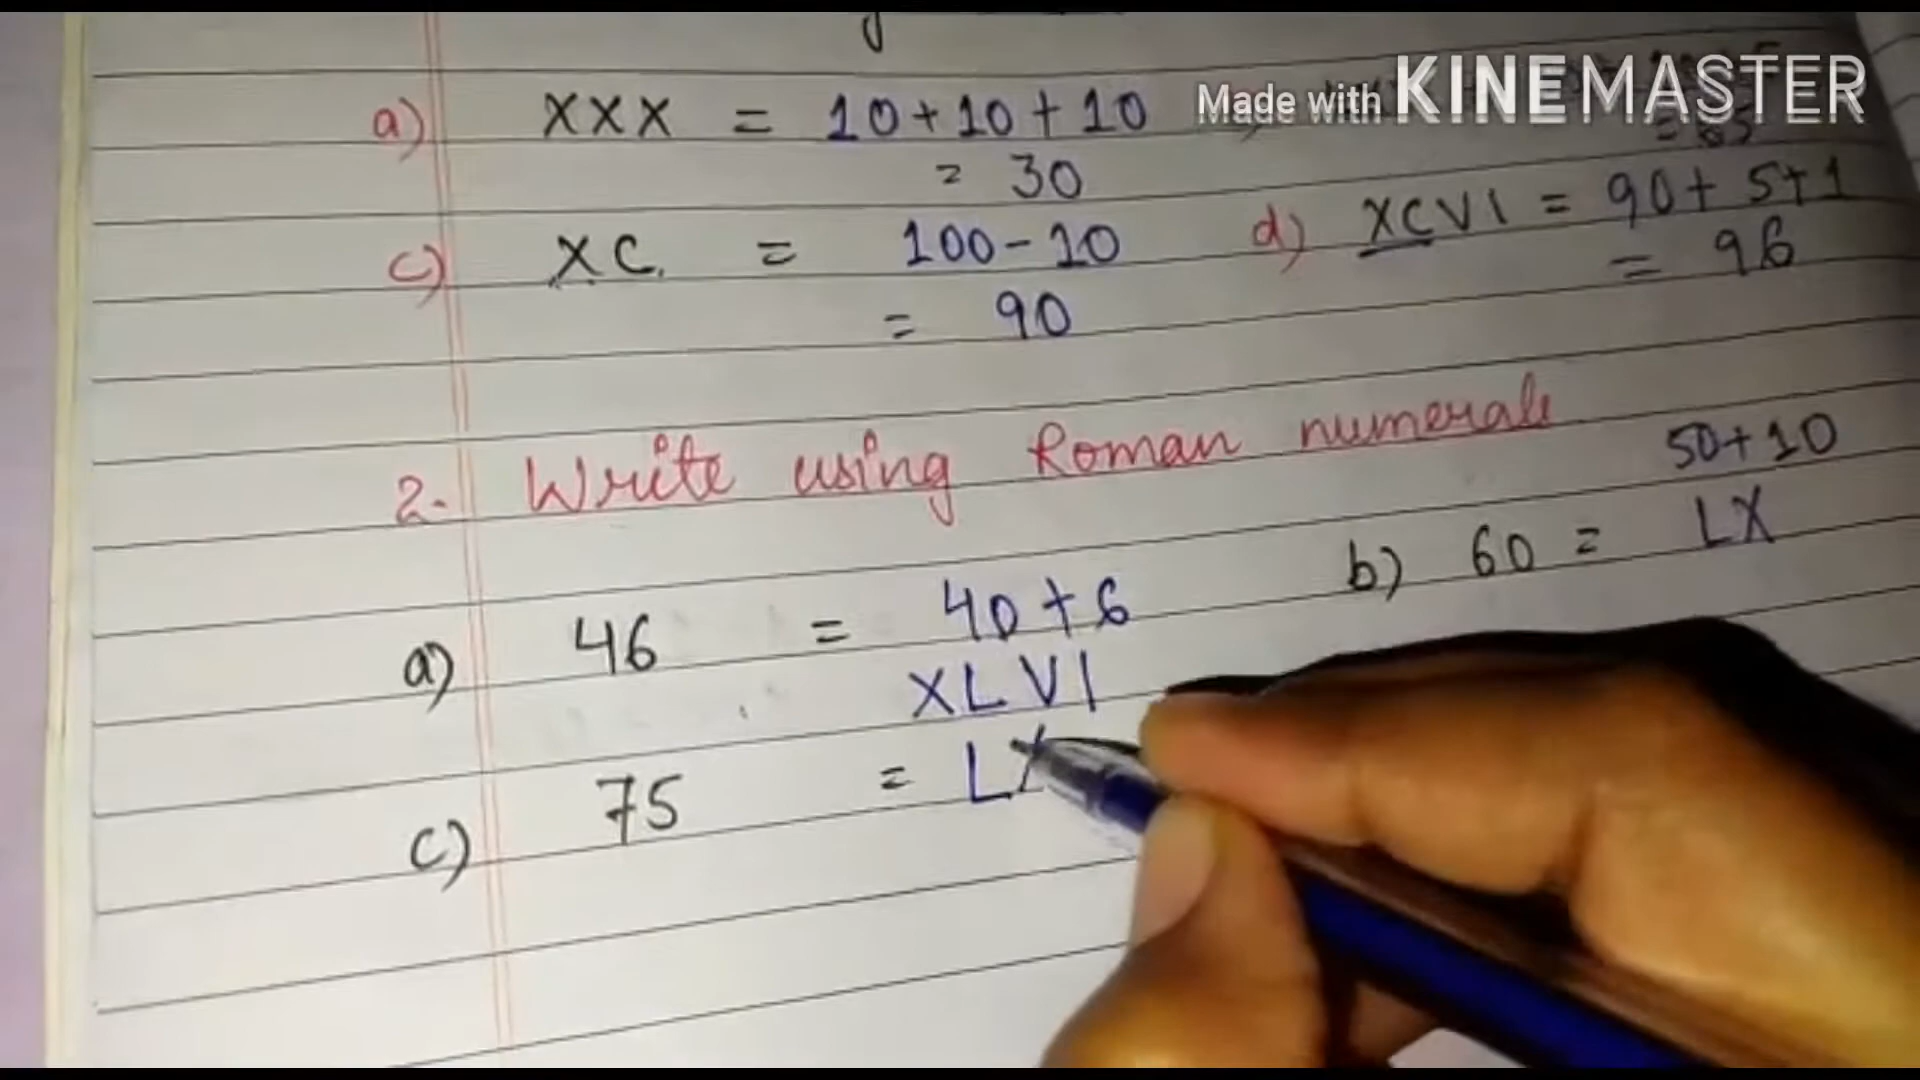 Made with KINEMASTER
a) XXX = 10+10+10
= 30
c) XC = 100-10
= 90
d) XCVI = 90+5+1
= 96
2. Write using Roman numerals
a) 46 = 40+6
XLVI
b) 60 = LX
50+10
c) 75 = LX